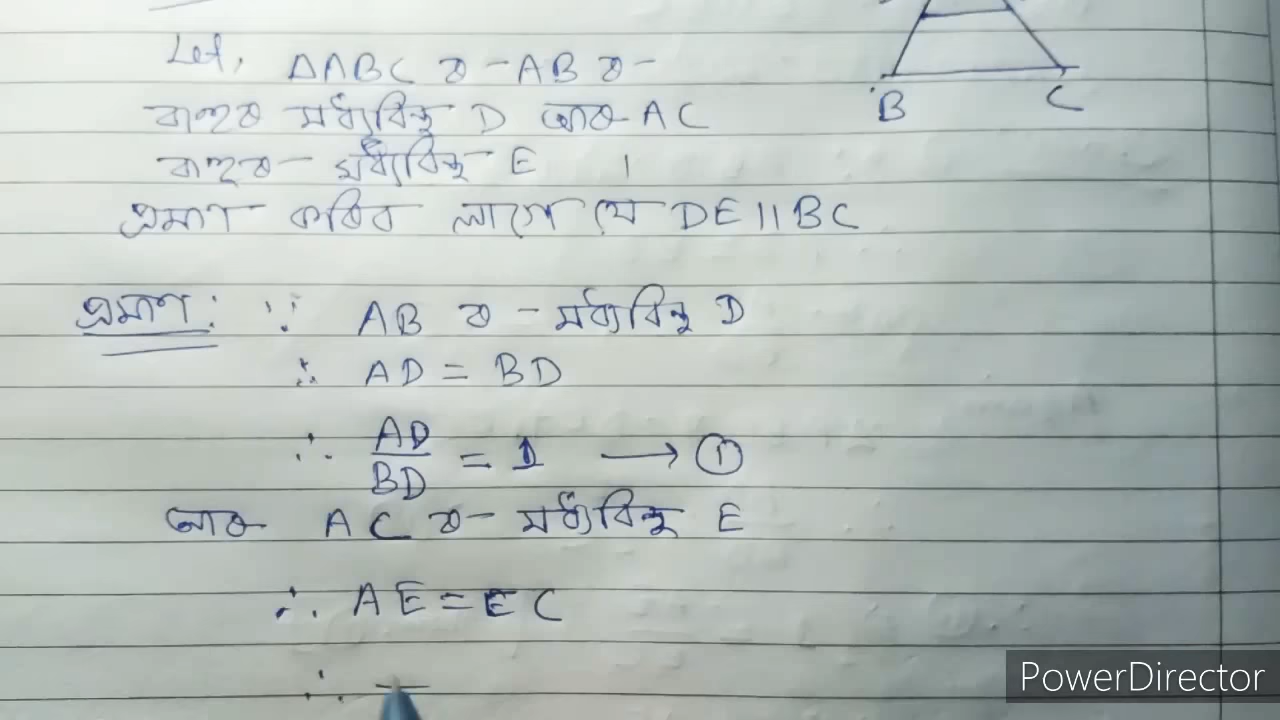 Let, ΔABC ৰ AB ৰ
বাহুৰ মধ্যবিন্দু D আৰু AC
বাহুৰ মধ্যবিন্দু E ।
প্ৰমাণ কৰিব লাগে যে DE||BC
B C
প্ৰমাণ: ∵ AB ৰ মধ্যবিন্দু D
∴ AD = BD
∴ AD/BD = 1 → ①
আৰু AC ৰ মধ্যবিন্দু E
∴ AE = EC
∴
PowerDirector